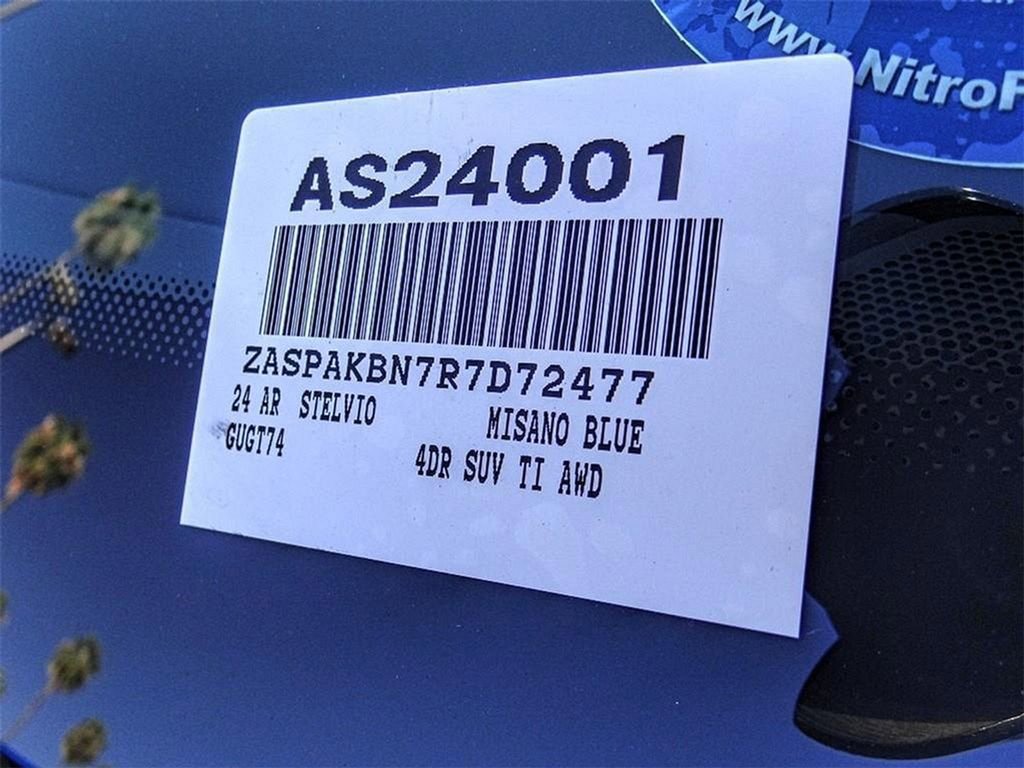 www.NitroF
AS24001
ZASPAKBN7R7D72477
24 AR STELVIO MISANO BLUE
GUGT74 4DR SUV TI AWD